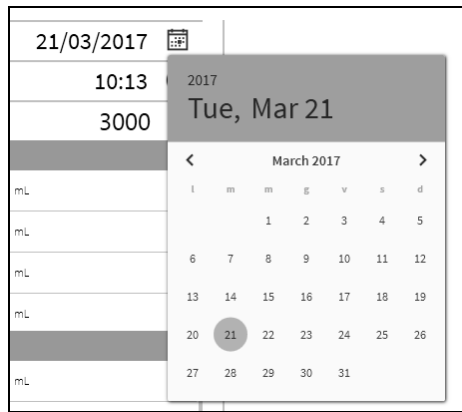 21/03/2017
10:13
3000
mL
mL
mL
mL
mL
2017
Tue, Mar 21
March 2017
l m m g v s d
1 2 3 4 5
6 7 8 9 10 11 12
13 14 15 16 17 18 19
20 21 22 23 24 25 26
27 28 29 30 31